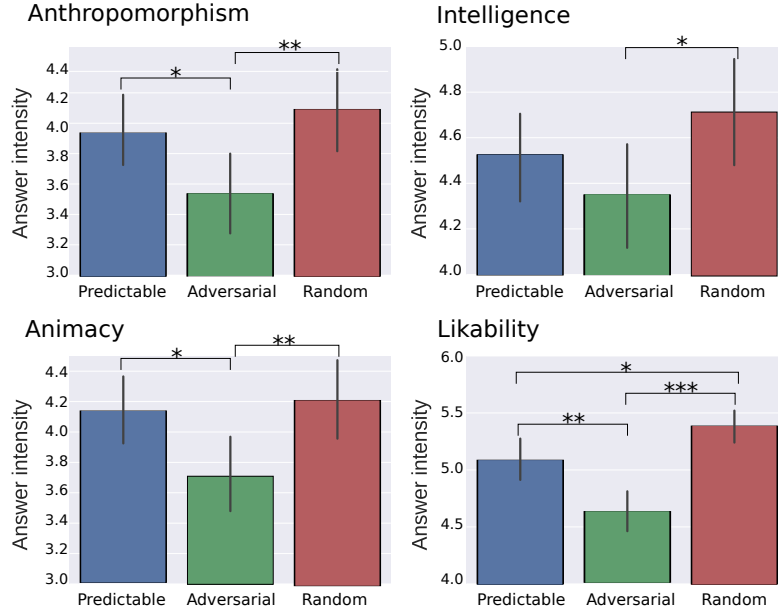 Anthropomorphism
**
*
4.4
4.2
4.0
3.8
3.6
3.4
3.2
3.0
Answer intensity
Predictable Adversarial Random
Intelligence
*
5.0
4.8
4.6
4.4
4.2
4.0
Answer intensity
Predictable Adversarial Random
Animacy
**
*
4.4
4.2
4.0
3.8
3.6
3.4
3.2
3.0
Answer intensity
Predictable Adversarial Random
Likability
*
***
**
6.0
5.5
5.0
4.5
4.0
Answer intensity
Predictable Adversarial Random